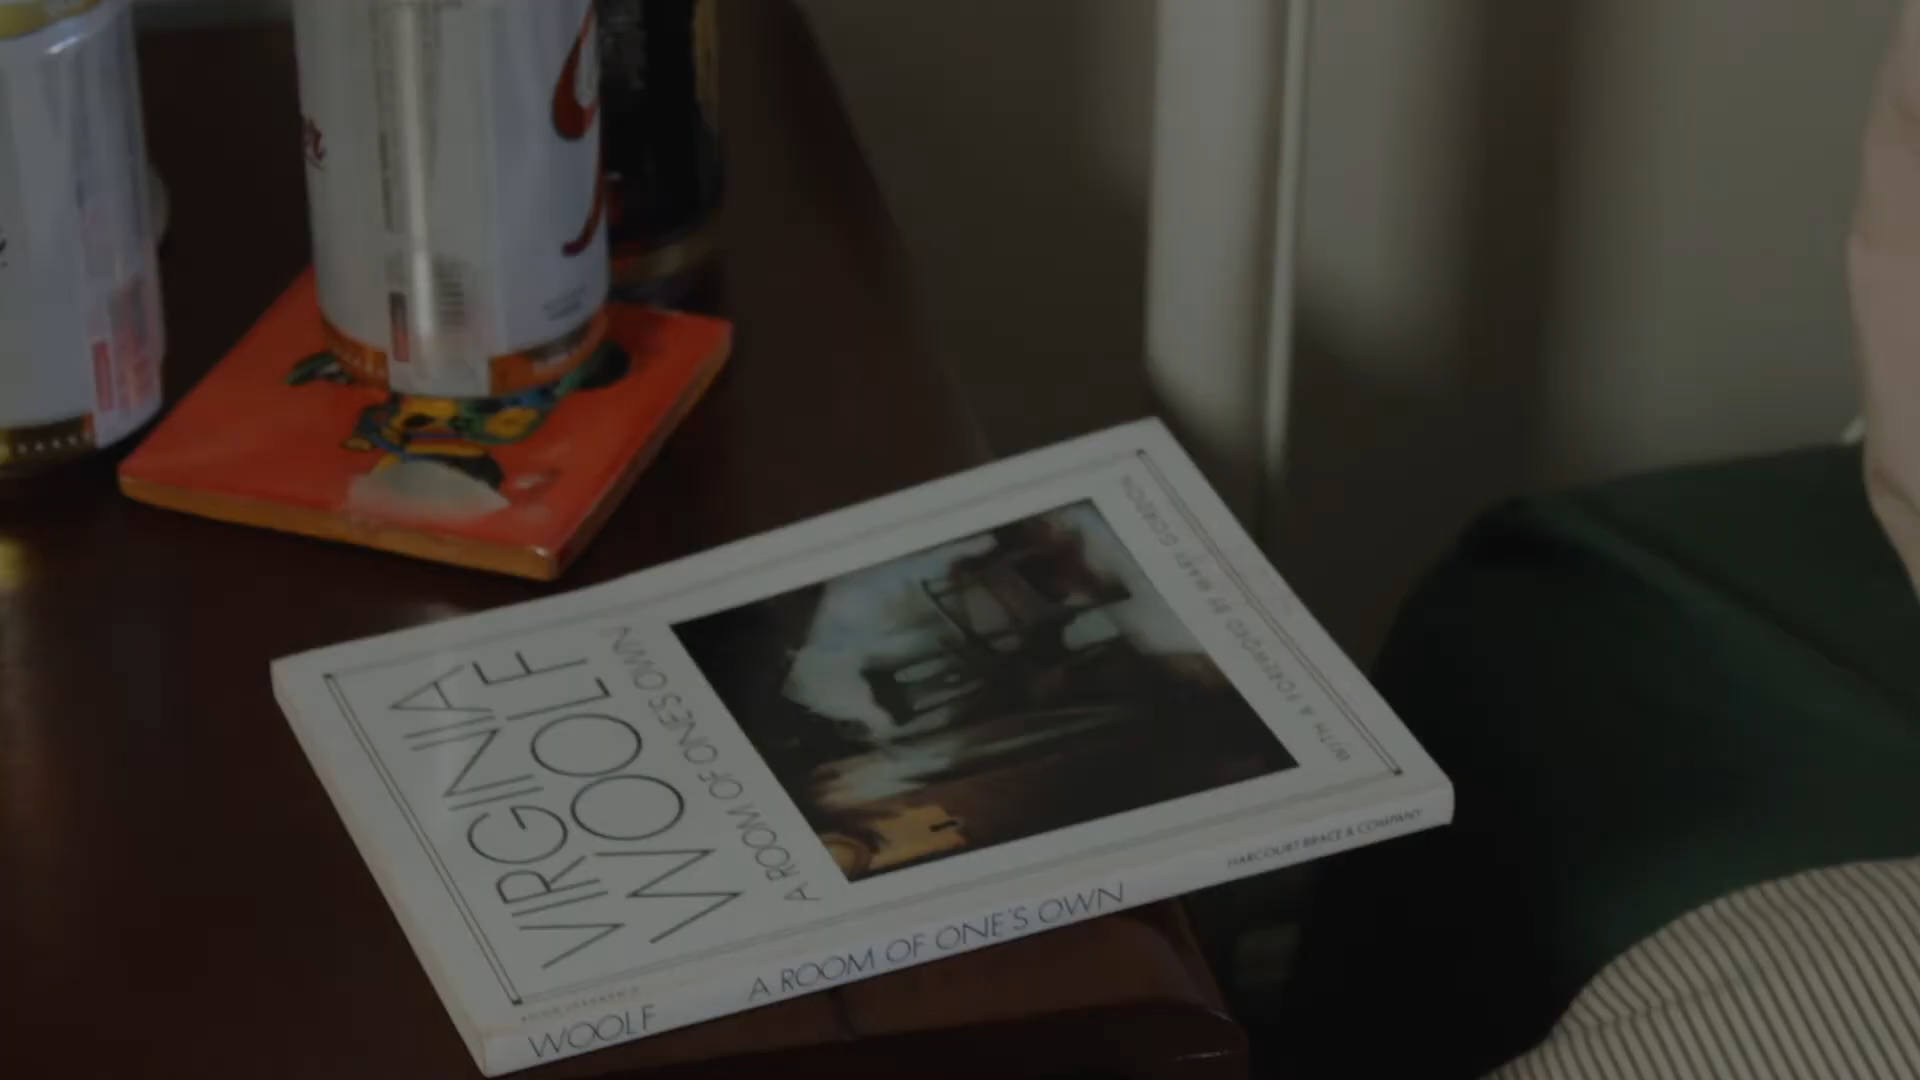 VIRGINIA
WOOLF
A ROOM OF ONE'S OWN
WITH A FOREWORD BY MARY GORDON
WOOLF
A ROOM OF ONE'S OWN
HARCOURT BRACE & COMPANY